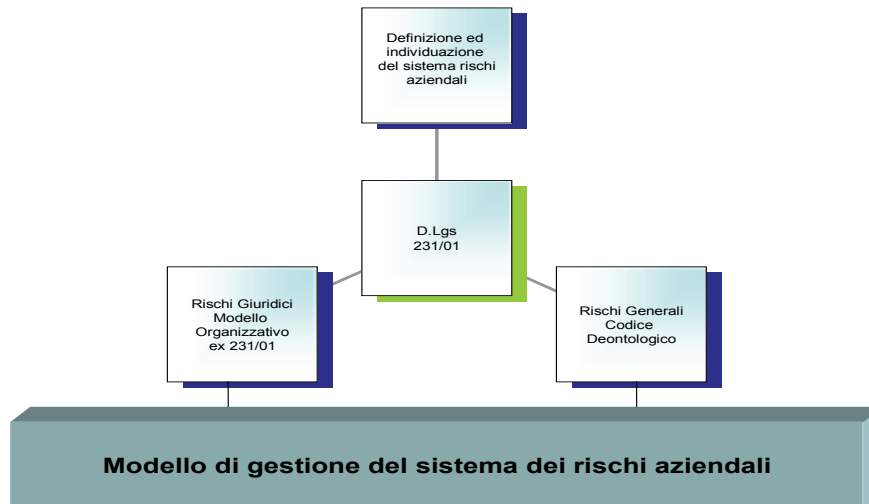 Definizione ed
individuazione
del sistema rischi
aziendali
D.Lgs
231/01
Rischi Giuridici
Modello
Organizzativo
ex 231/01
Rischi Generali
Codice
Deontologico
Modello di gestione del sistema dei rischi aziendali